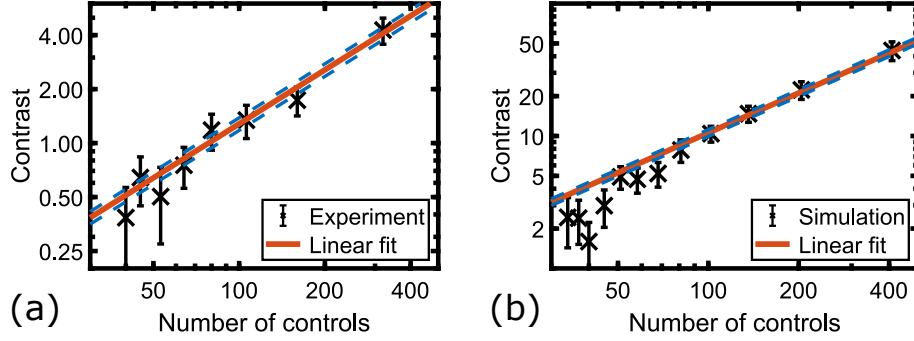 Contrast
4.00
2.00
1.00
0.50
0.25
Experiment
Linear fit
50
100
200
400
(a)
Number of controls
Contrast
50
20
10
5
2
Simulation
Linear fit
50
100
200
400
(b)
Number of controls